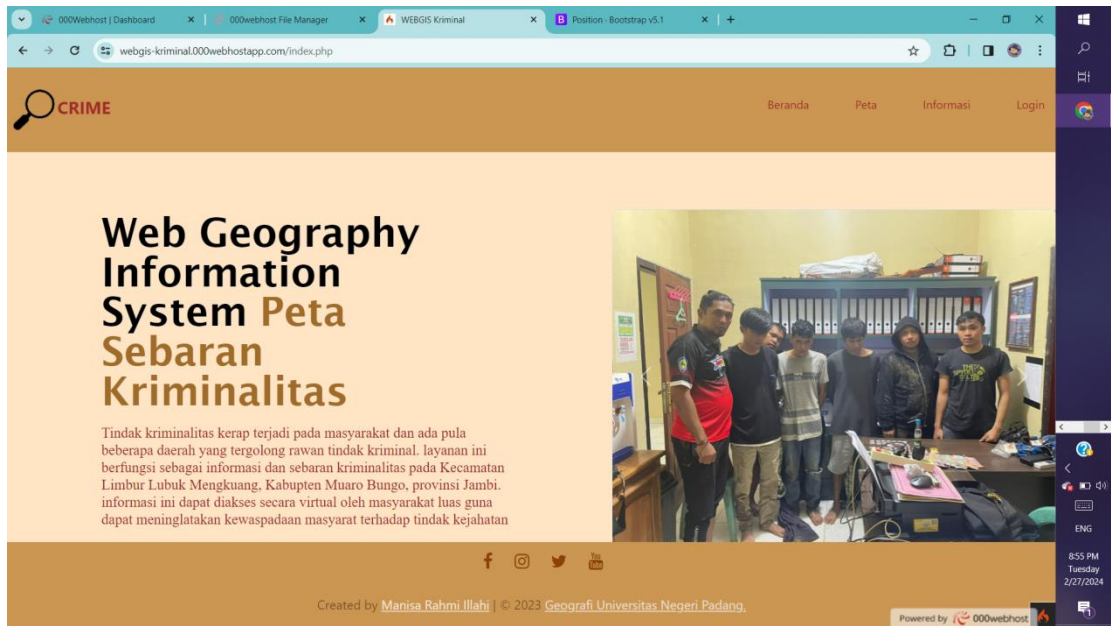 000Webhost | Dashboard
000webhost File Manager
WEBGIS Kriminal
B Position · Bootstrap v5.1
webgis-kriminal.000webhostapp.com/index.php
CRIME
Beranda
Peta
Informasi
Login
Web Geography
Information
System Peta
Sebaran
Kriminalitas
Tindak kriminalitas kerap terjadi pada masyarakat dan ada pula
beberapa daerah yang tergolong rawan tindak kriminal. layanan ini
berfungsi sebagai informasi dan sebaran kriminalitas pada Kecamatan
Limbur Lubuk Mengkuang, Kabupten Muaro Bungo, provinsi Jambi.
informasi ini dapat diakses secara virtual oleh masyarakat luas guna
dapat meninglatakan kewaspadaan masyarat terhadap tindak kejahatan
You
Tube
Created by Manisa Rahmi Illahi | © 2023 Geografi Universitas Negeri Padang.
Powered by 000webhost
ENG
8:55 PM
Tuesday
2/27/2024